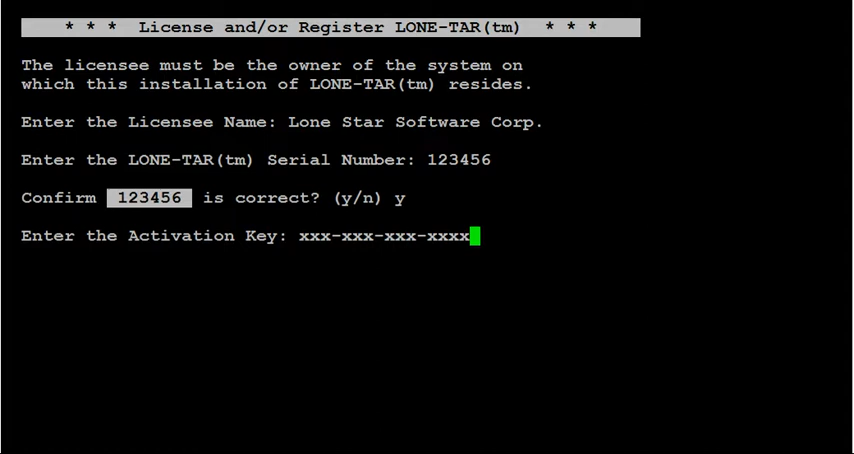 * * *  License and/or Register LONE-TAR(tm)  * * *
The licensee must be the owner of the system on
which this installation of LONE-TAR(tm) resides.
Enter the Licensee Name: Lone Star Software Corp.
Enter the LONE-TAR(tm) Serial Number: 123456
Confirm 123456 is correct? (y/n) y
Enter the Activation Key: xxx-xxx-xxx-xxxx